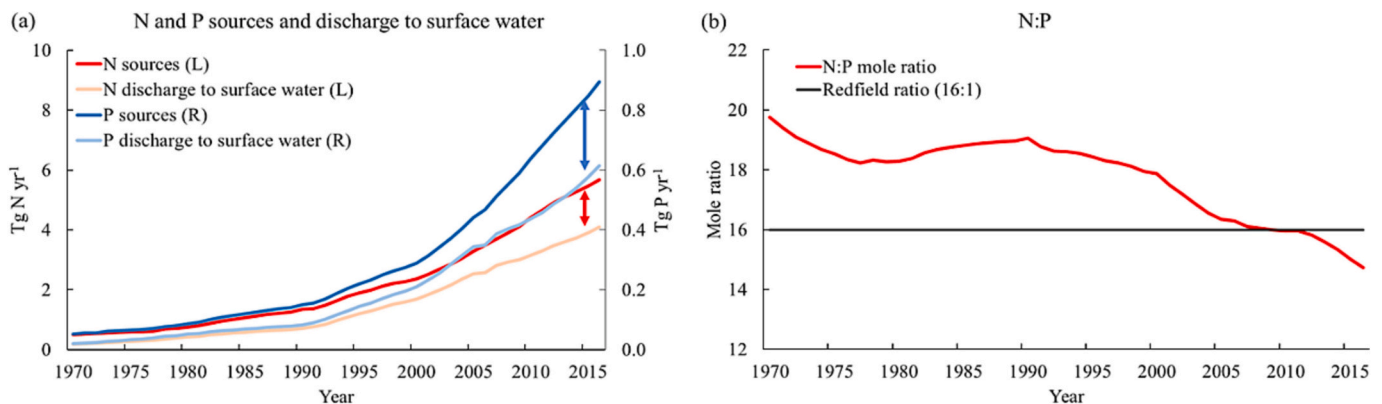 (a) N and P sources and discharge to surface water
10
8
6
4
2
0
Tg N yr-1
N sources (L)
N discharge to surface water (L)
P sources (R)
P discharge to surface water (R)
1.0
0.8
0.6
0.4
0.2
0.0
Tg P yr-1
1970 1975 1980 1985 1990 1995 2000 2005 2010 2015
Year
(b) N:P
22
20
18
16
14
12
Mole ratio
N:P mole ratio
Redfield ratio (16:1)
1970 1975 1980 1985 1990 1995 2000 2005 2010 2015
Year